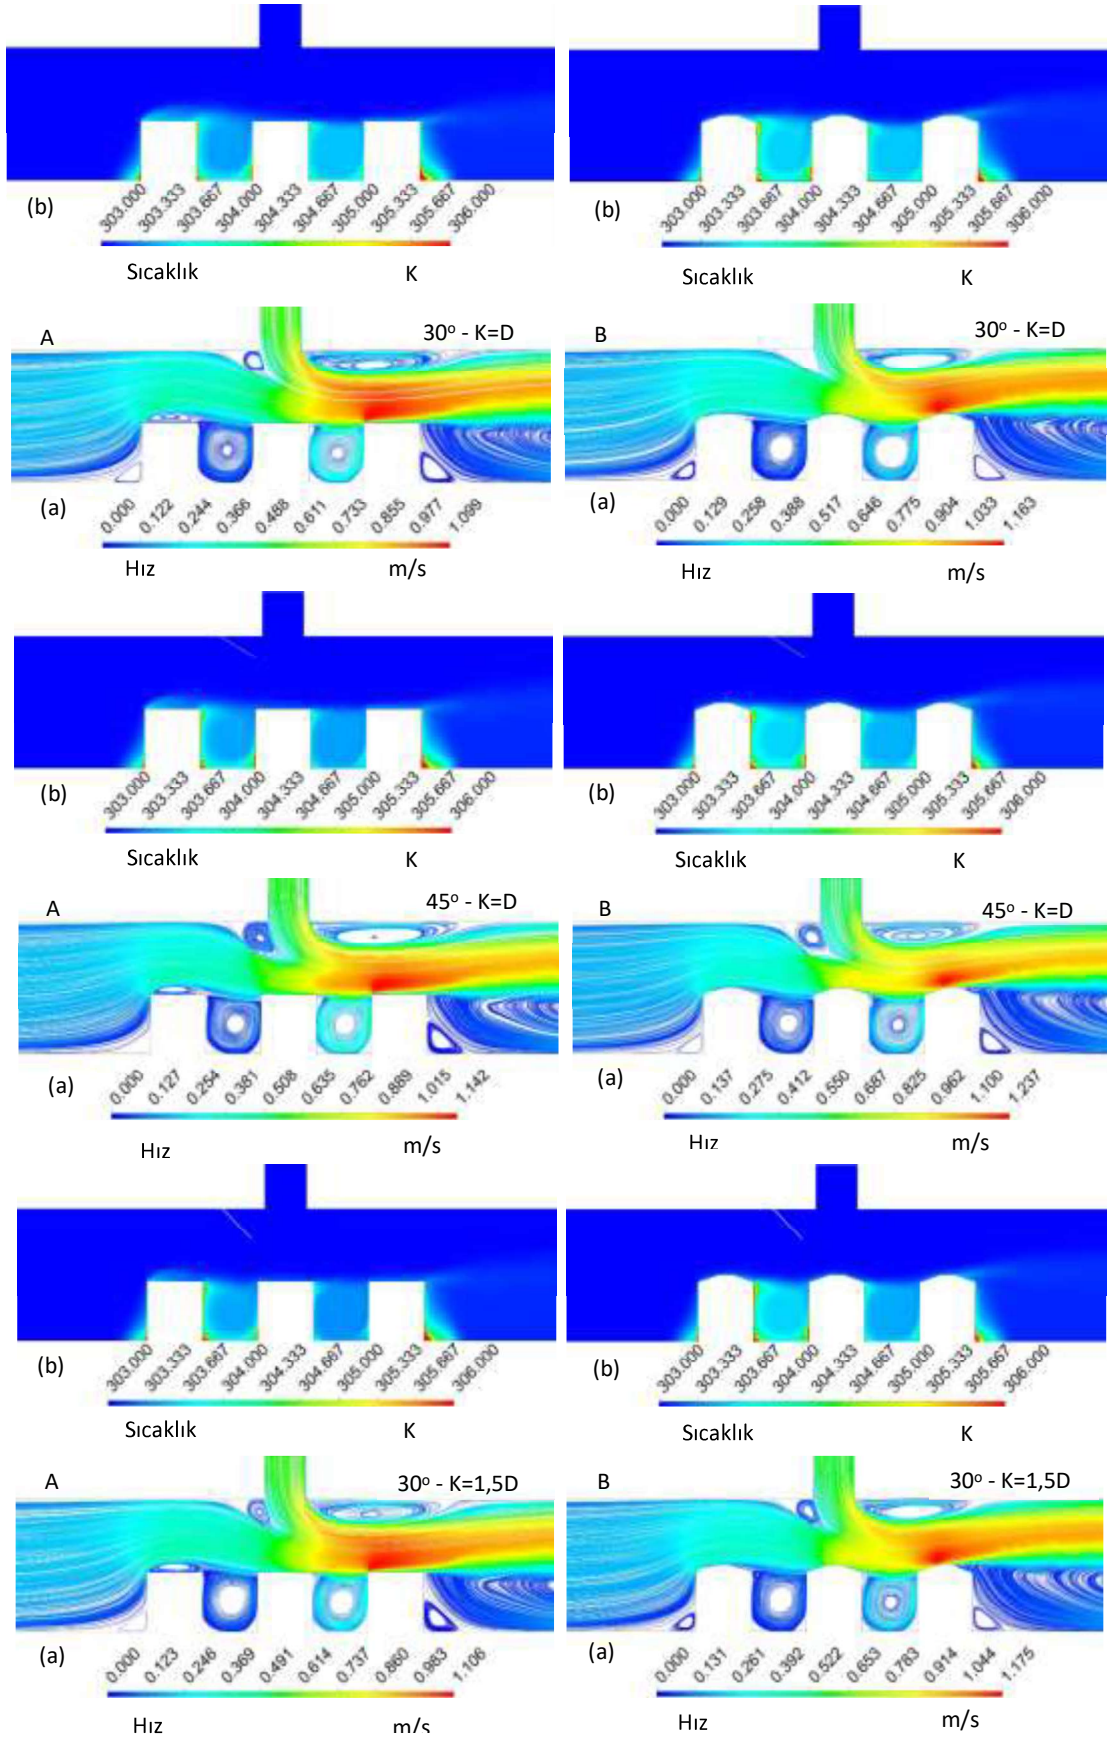 303.000 303.333 303.667 304.000 304.333 304.667 305.000 305.333 305.667 306.000
(b)
Sıcaklık K
303.000 303.333 303.667 304.000 304.333 304.667 305.000 305.333 305.667 306.000
(b)
Sıcaklık K
A 30º - K=D
(a)
0.000 0.122 0.244 0.366 0.488 0.611 0.733 0.855 0.977 1.099
Hız m/s
B 30º - K=D
(a)
0.000 0.129 0.258 0.388 0.517 0.646 0.775 0.904 1.033 1.163
Hız m/s
303.000 303.333 303.667 304.000 304.333 304.667 305.000 305.333 305.667 306.000
(b)
Sıcaklık K
303.000 303.333 303.667 304.000 304.333 304.667 305.000 305.333 305.667 306.000
(b)
Sıcaklık K
A 45º - K=D
(a)
0.000 0.127 0.254 0.381 0.508 0.635 0.762 0.889 1.015 1.142
Hız m/s
B 45º - K=D
(a)
0.000 0.137 0.275 0.412 0.550 0.687 0.825 0.962 1.100 1.237
Hız m/s
303.000 303.333 303.667 304.000 304.333 304.667 305.000 305.333 305.667 306.000
(b)
Sıcaklık K
303.000 303.333 303.667 304.000 304.333 304.667 305.000 305.333 305.667 306.000
(b)
Sıcaklık K
A 30º - K=1,5D
(a)
0.000 0.123 0.246 0.369 0.491 0.614 0.737 0.860 0.983 1.106
Hız m/s
B 30º - K=1,5D
(a)
0.000 0.131 0.261 0.392 0.522 0.653 0.783 0.914 1.044 1.175
Hız m/s